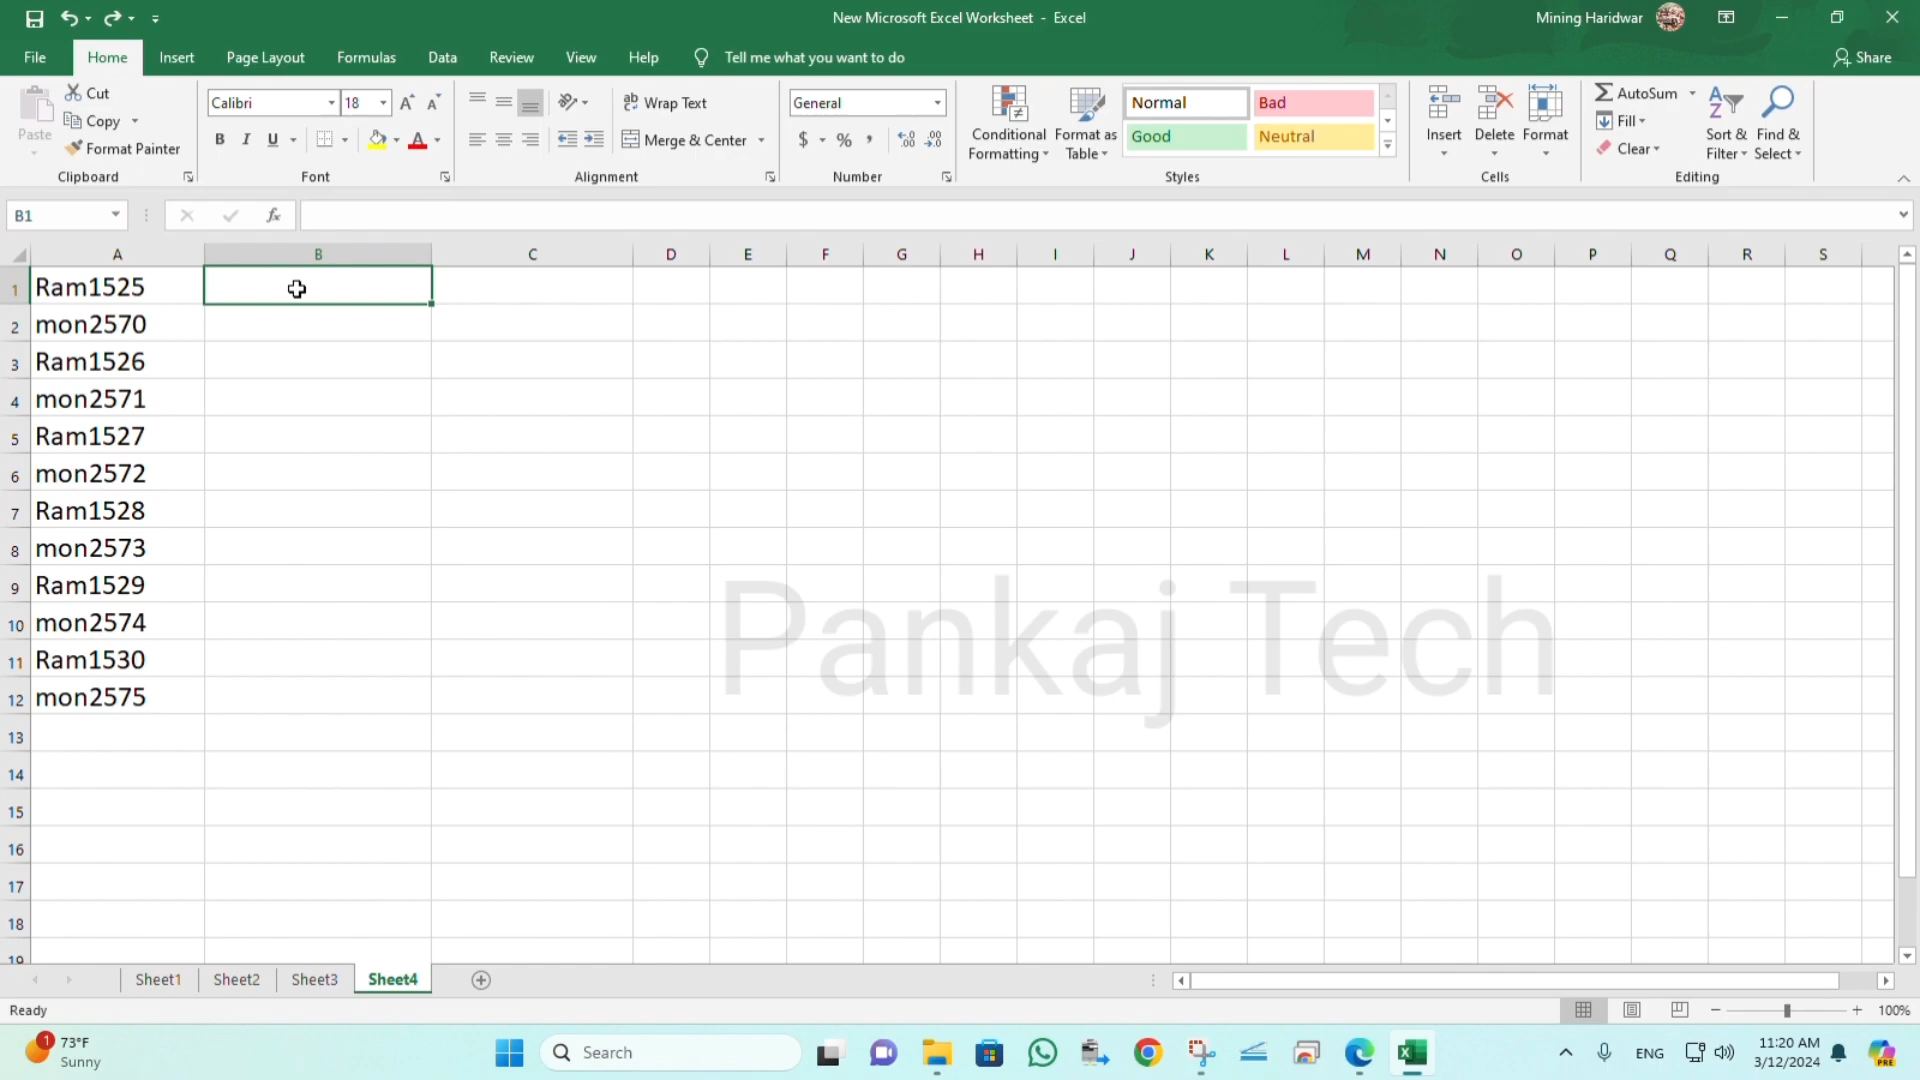 New Microsoft Excel Worksheet - Excel
Mining Haridwar
File Home Insert Page Layout Formulas Data Review View Help Tell me what you want to do Share
Paste
Cut
Copy
Format Painter
Clipboard
Calibri 18
B I U A
Font
ab Wrap Text
Merge & Center
Alignment
General
$ % ,
Number
Conditional Formatting
Format as Table
Normal Bad
Good Neutral
Styles
Insert Delete Format
Cells
AutoSum
Fill
Clear
Sort & Filter
Find & Select
Editing
B1 fx
A B C D E F G H I J K L M N O P Q R S
1 Ram1525
2 mon2570
3 Ram1526
4 mon2571
5 Ram1527
6 mon2572
7 Ram1528
8 mon2573
9 Ram1529
10 mon2574
11 Ram1530
12 mon2575
13
14
15
16
17
18
19
Pankaj Tech
Sheet1 Sheet2 Sheet3 Sheet4
Ready 100%
1 73°F
Sunny
Search
ENG
11:20 AM
3/12/2024
PRE